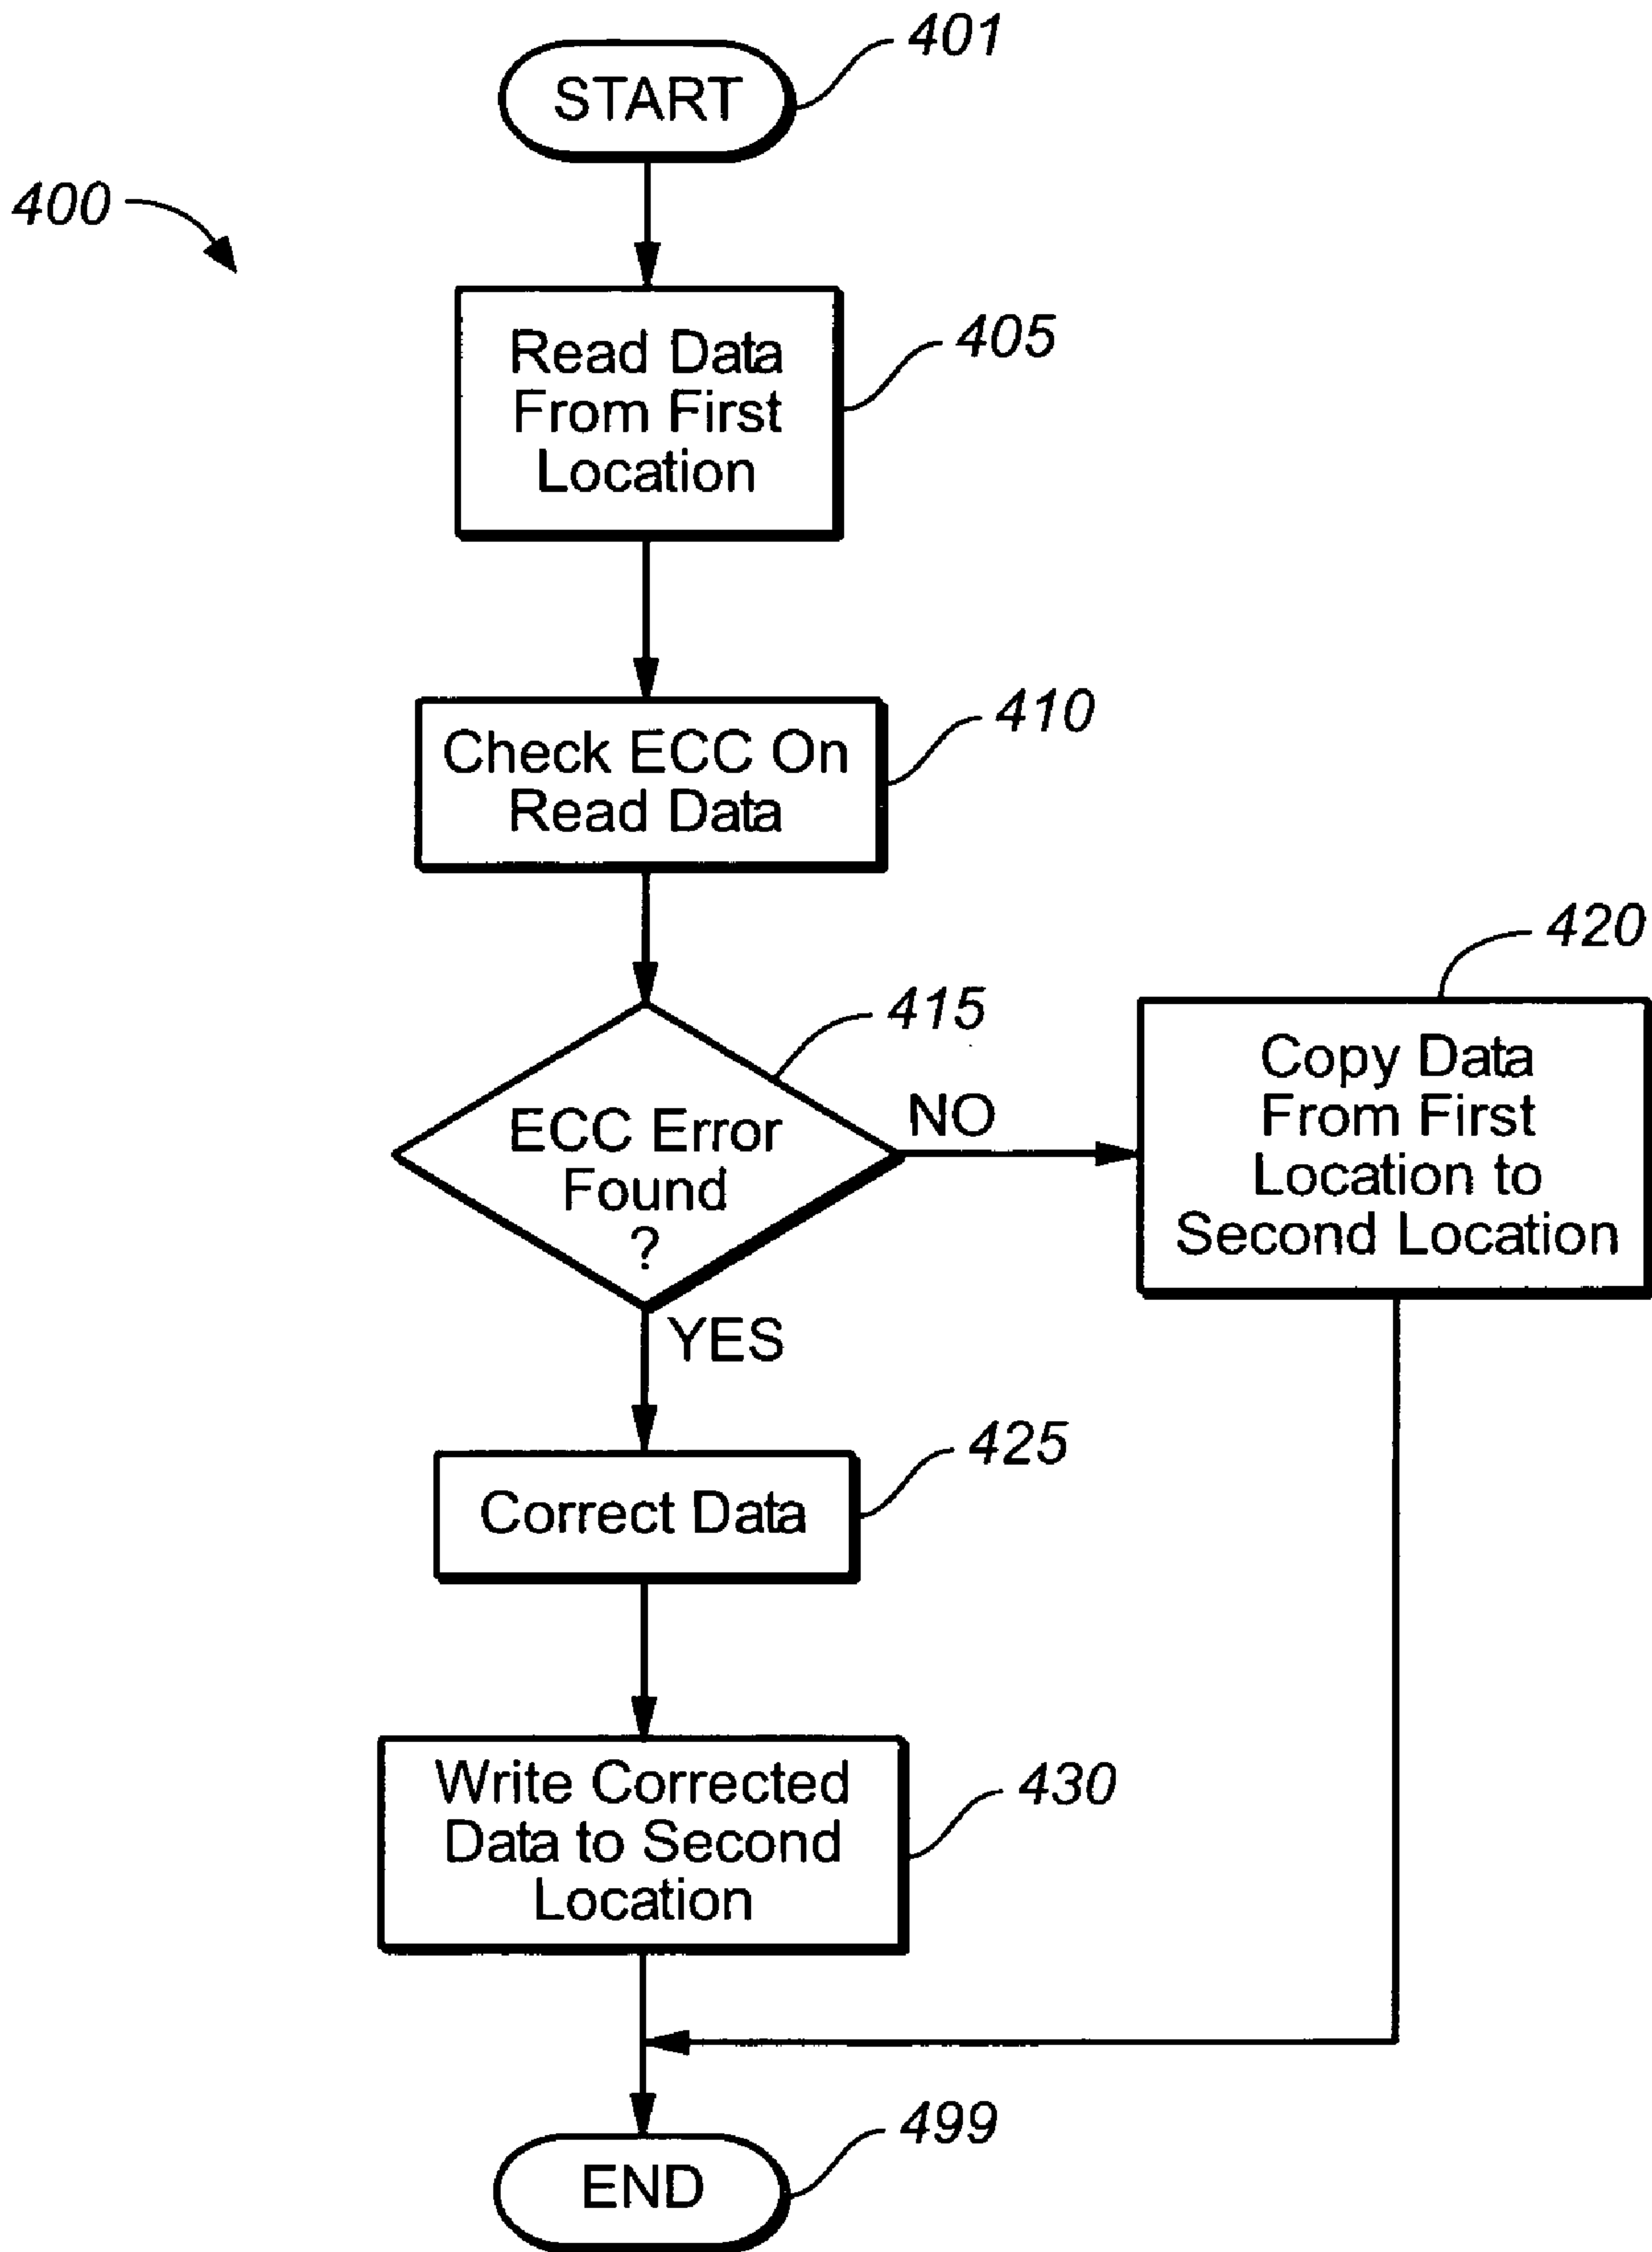 401
START
400
405
Read Data
From First
Location
410
Check ECC On
Read Data
415
ECC Error
Found
?
NO
420
Copy Data
From First
Location to
Second Location
YES
425
Correct Data
430
Write Corrected
Data to Second
Location
499
END